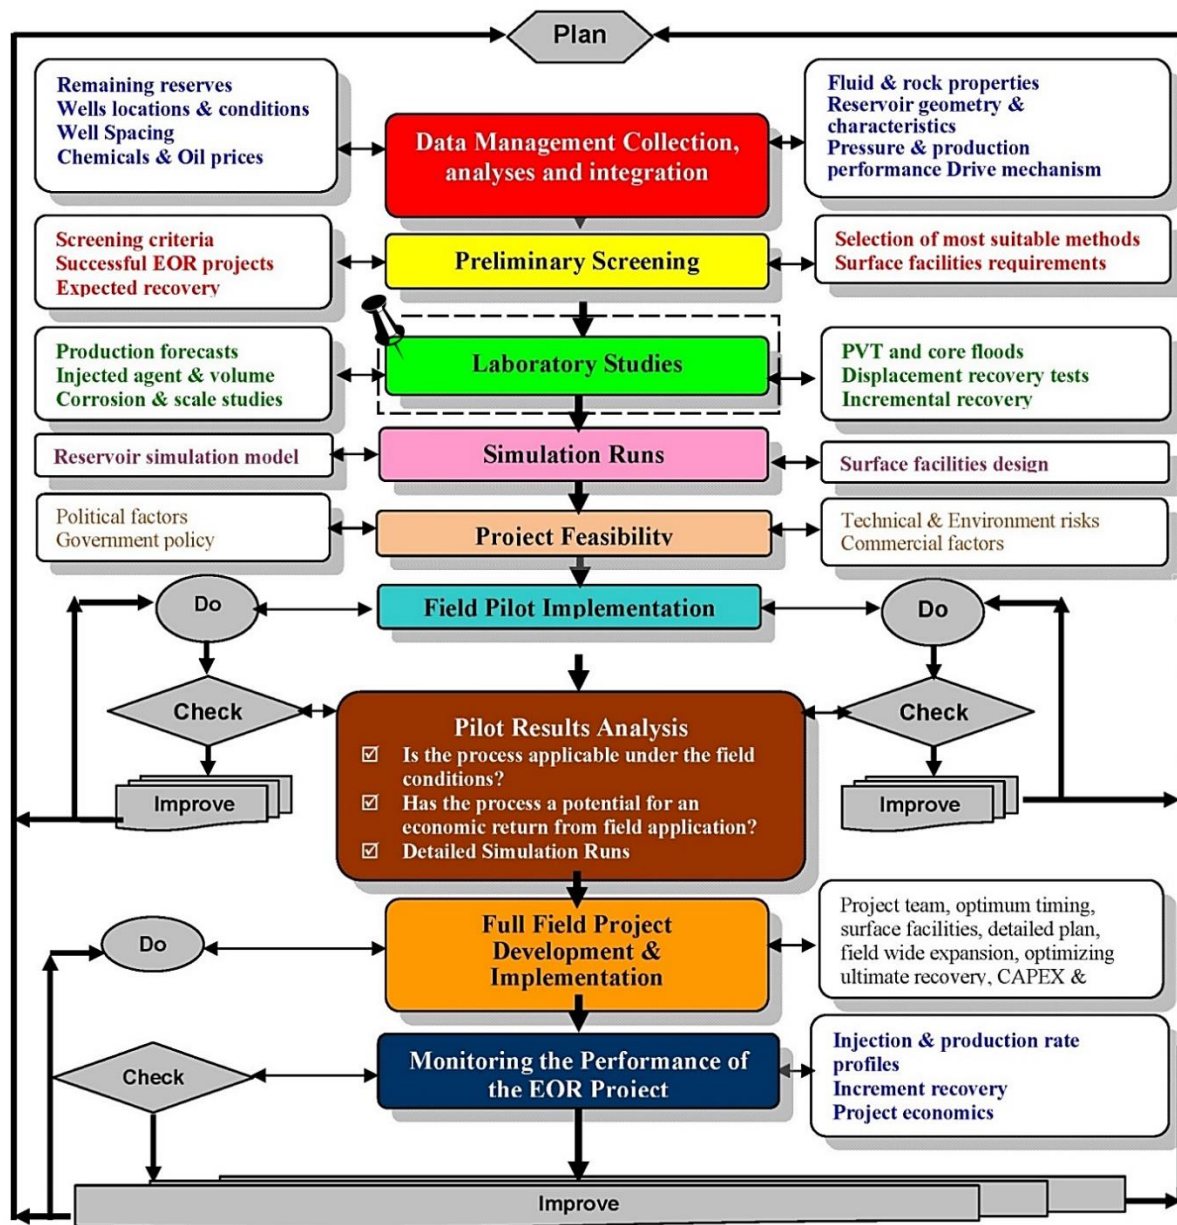 Plan
Remaining reserves
Wells locations & conditions
Well Spacing
Chemicals & Oil prices
Data Management Collection,
analyses and integration
Fluid & rock properties
Reservoir geometry &
characteristics
Pressure & production
performance Drive mechanism
Screening criteria
Successful EOR projects
Expected recovery
Preliminary Screening
Selection of most suitable methods
Surface facilities requirements
Production forecasts
Injected agent & volume
Corrosion & scale studies
Laboratory Studies
PVT and core floods
Displacement recovery tests
Incremental recovery
Reservoir simulation model
Simulation Runs
Surface facilities design
Political factors
Government policy
Project Feasibility
Technical & Environment risks
Commercial factors
Do
Field Pilot Implementation
Do
Check
Pilot Results Analysis
☑ Is the process applicable under the field
conditions?
☑ Has the process a potential for an
economic return from field application?
☑ Detailed Simulation Runs
Check
Improve
Improve
Do
Full Field Project
Development &
Implementation
Project team, optimum timing,
surface facilities, detailed plan,
field wide expansion, optimizing
ultimate recovery, CAPEX &
Check
Monitoring the Performance of
the EOR Project
Injection & production rate
profiles
Increment recovery
Project economics
Improve